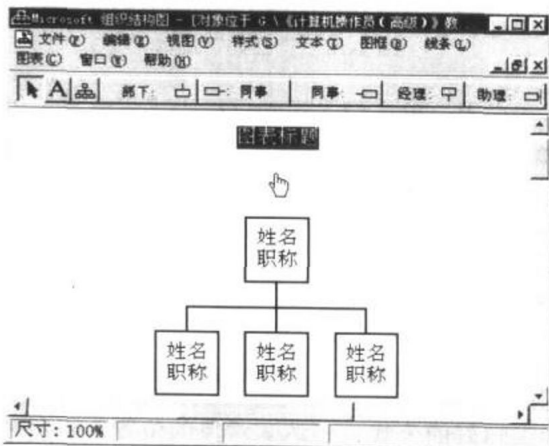 Microsoft 组织结构图 - [对象位于 G:\《计算机操作员(高级)》教
文件(F) 编辑(E) 视图(V) 样式(S) 文本(T) 图框(B) 线条(L)
图表(C) 窗口(W) 帮助(H)
A 部下: 同事 同事: 经理: 助理:
图表标题
姓名
职称
姓名 姓名 姓名
职称 职称 职称
尺寸: 100%